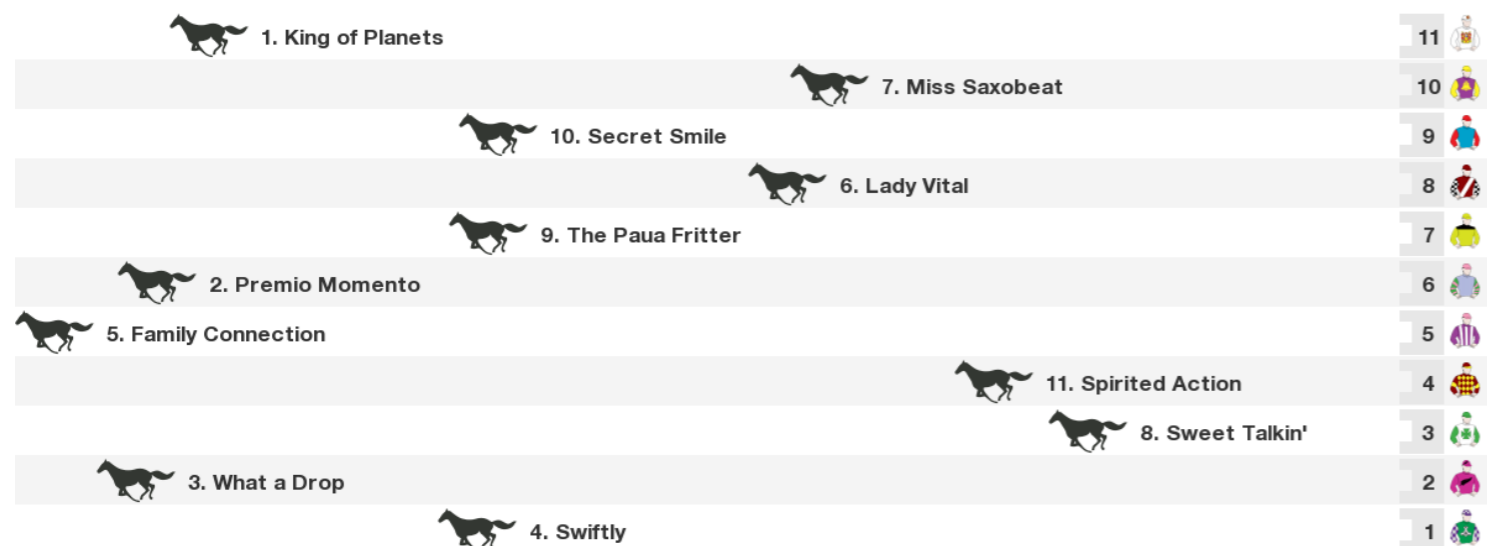 1. King of Planets 11
7. Miss Saxobeat 10
10. Secret Smile 9
6. Lady Vital 8
9. The Paua Fritter 7
2. Premio Momento 6
5. Family Connection 5
11. Spirited Action 4
8. Sweet Talkin' 3
3. What a Drop 2
4. Swiftly 1